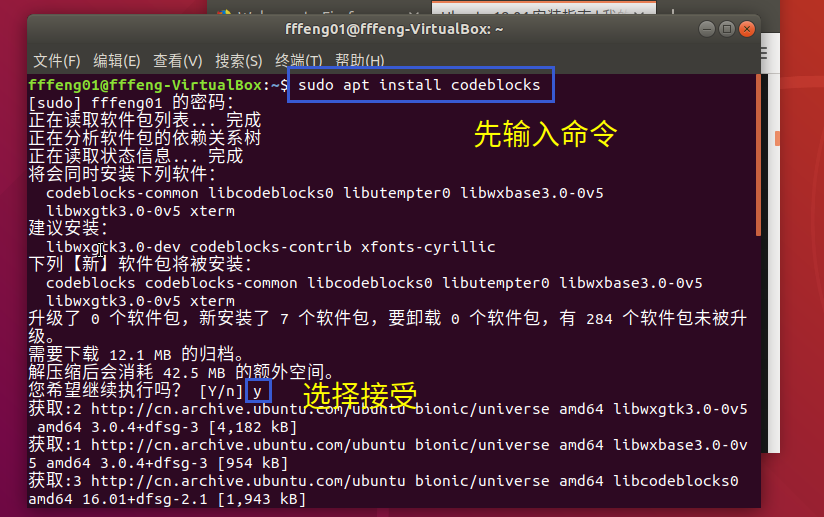 fffeng01@fffeng-VirtualBox: ~
文件(F) 编辑(E) 查看(V) 搜索(S) 终端(T) 帮助(H)
fffeng01@fffeng-VirtualBox:~$ sudo apt install codeblocks
[sudo] fffeng01 的密码：
正在读取软件包列表... 完成
先输入命令
正在分析软件包的依赖关系树
正在读取状态信息... 完成
将会同时安装下列软件：
codeblocks-common libcodeblocks0 libutempter0 libwxbase3.0-0v5
libwxgtk3.0-0v5 xterm
建议安装：
libwxgtk3.0-dev codeblocks-contrib xfonts-cyrillic
下列【新】软件包将被安装：
codeblocks codeblocks-common libcodeblocks0 libutempter0 libwxbase3.0-0v5
libwxgtk3.0-0v5 xterm
升级了 0 个软件包，新安装了 7 个软件包，要卸载 0 个软件包，有 284 个软件包未被升
级。
需要下载 12.1 MB 的归档。
解压缩后会消耗 42.5 MB 的额外空间。
您希望继续执行吗？ [Y/n] y
选择接受
获取:2 http://cn.archive.ubuntu.com/ubuntu bionic/universe amd64 libwxgtk3.0-0v5
amd64 3.0.4+dfsg-3 [4,182 kB]
获取:1 http://cn.archive.ubuntu.com/ubuntu bionic/universe amd64 libwxbase3.0-0v
5 amd64 3.0.4+dfsg-3 [954 kB]
获取:3 http://cn.archive.ubuntu.com/ubuntu bionic/universe amd64 libcodeblocks0
amd64 16.01+dfsg-2.1 [1,943 kB]